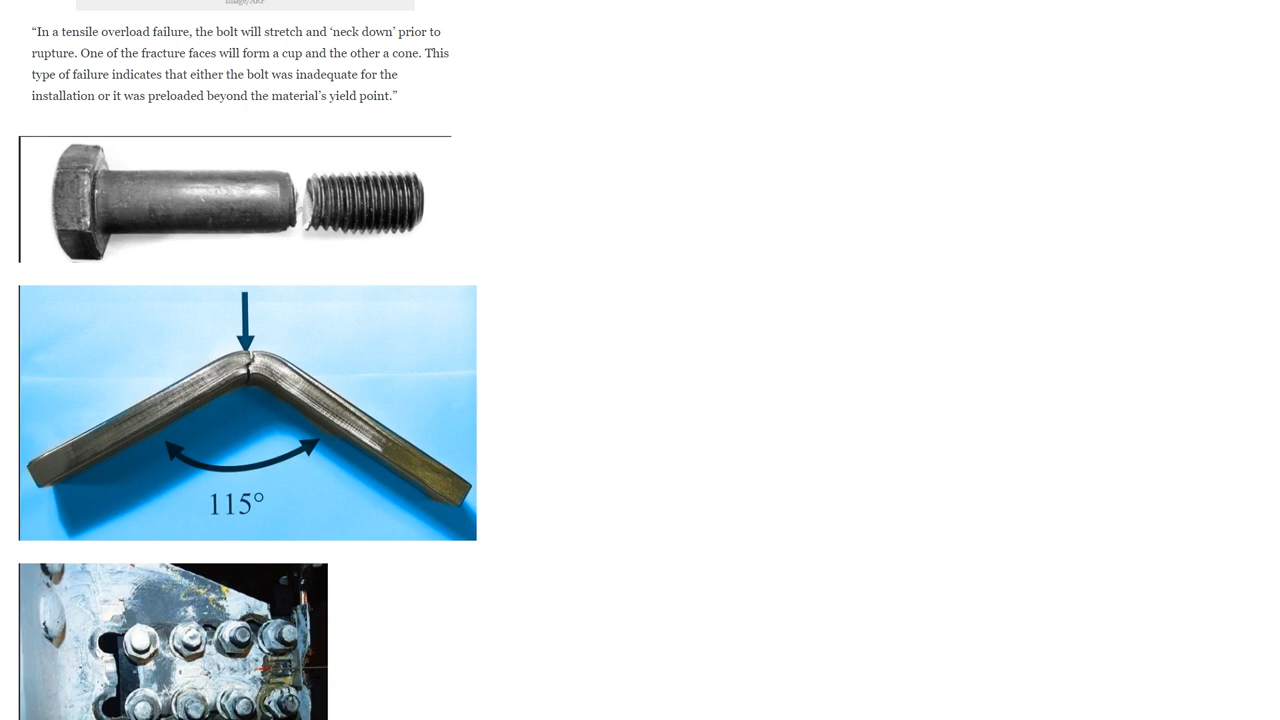 Image/ARP
“In a tensile overload failure, the bolt will stretch and ‘neck down’ prior to
rupture. One of the fracture faces will form a cup and the other a cone. This
type of failure indicates that either the bolt was inadequate for the
installation or it was preloaded beyond the material’s yield point.”
115°